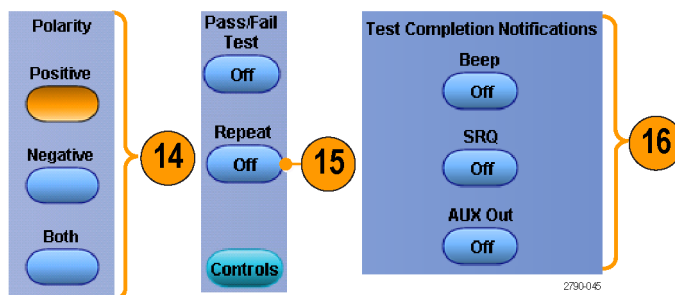 Polarity
Positive
Negative
Both
14
Pass/Fail
Test
Off
Repeat
Off
Controls
15
Test Completion Notifications
Beep
Off
SRQ
Off
AUX Out
Off
16
2790-045